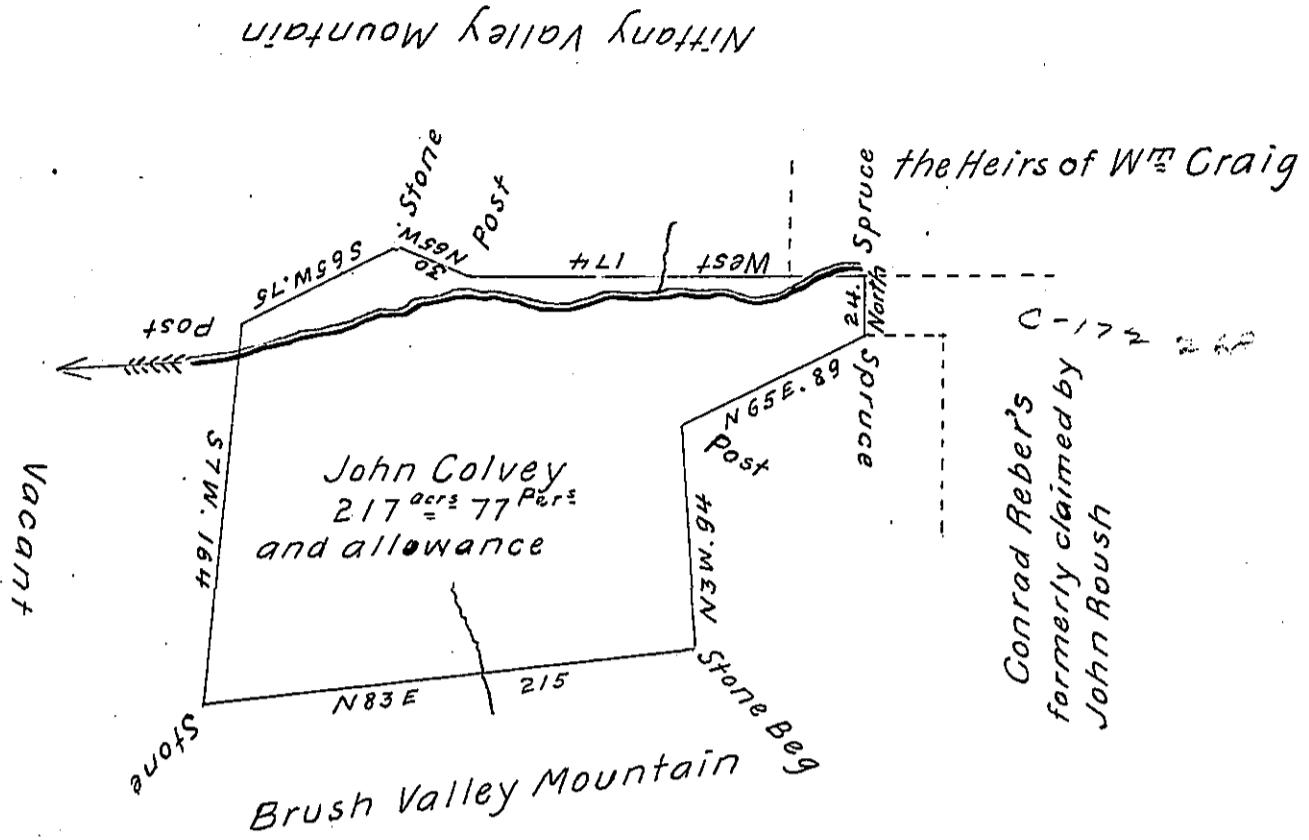 Nittany Valley Mountain
the Heirs of Wm Craig
Spruce
Stone
Post
N65W.
30
S65W.75
West 174
Post
24.
North
C-172
Spruce
N65E.89
Post
Conrad Reber's
formerly claimed by
John Roush
John Colvey
217 acrs 77 Pers
and allowance
S7W. 164
N3W.94
Vacant
Stone Beg
N83E 215
Stone
Brush Valley Mountain